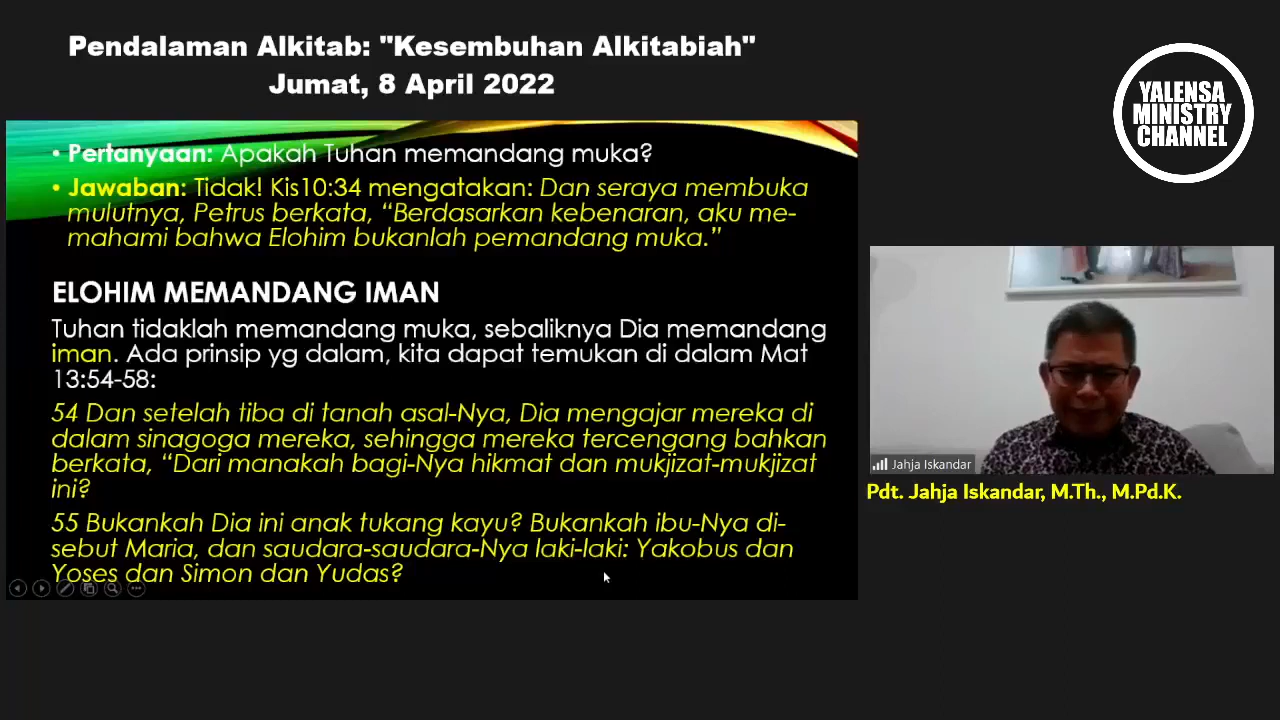 Pendalaman Alkitab: "Kesembuhan Alkitabiah"
Jumat, 8 April 2022
YALENSA
MINISTRY
CHANNEL
• Pertanyaan: Apakah Tuhan memandang muka?
• Jawaban: Tidak! Kis10:34 mengatakan: Dan seraya membuka
mulutnya, Petrus berkata, “Berdasarkan kebenaran, aku me-
mahami bahwa Elohim bukanlah pemandang muka.”
ELOHIM MEMANDANG IMAN
Tuhan tidaklah memandang muka, sebaliknya Dia memandang
iman. Ada prinsip yg dalam, kita dapat temukan di dalam Mat
13:54-58:
54 Dan setelah tiba di tanah asal-Nya, Dia mengajar mereka di
dalam sinagoga mereka, sehingga mereka tercengang bahkan
berkata, “Dari manakah bagi-Nya hikmat dan mukjizat-mukjizat
ini?
55 Bukankah Dia ini anak tukang kayu? Bukankah ibu-Nya di-
sebut Maria, dan saudara-saudara-Nya laki-laki: Yakobus dan
Yoses dan Simon dan Yudas?
Jahja Iskandar
Pdt. Jahja Iskandar, M.Th., M.Pd.K.